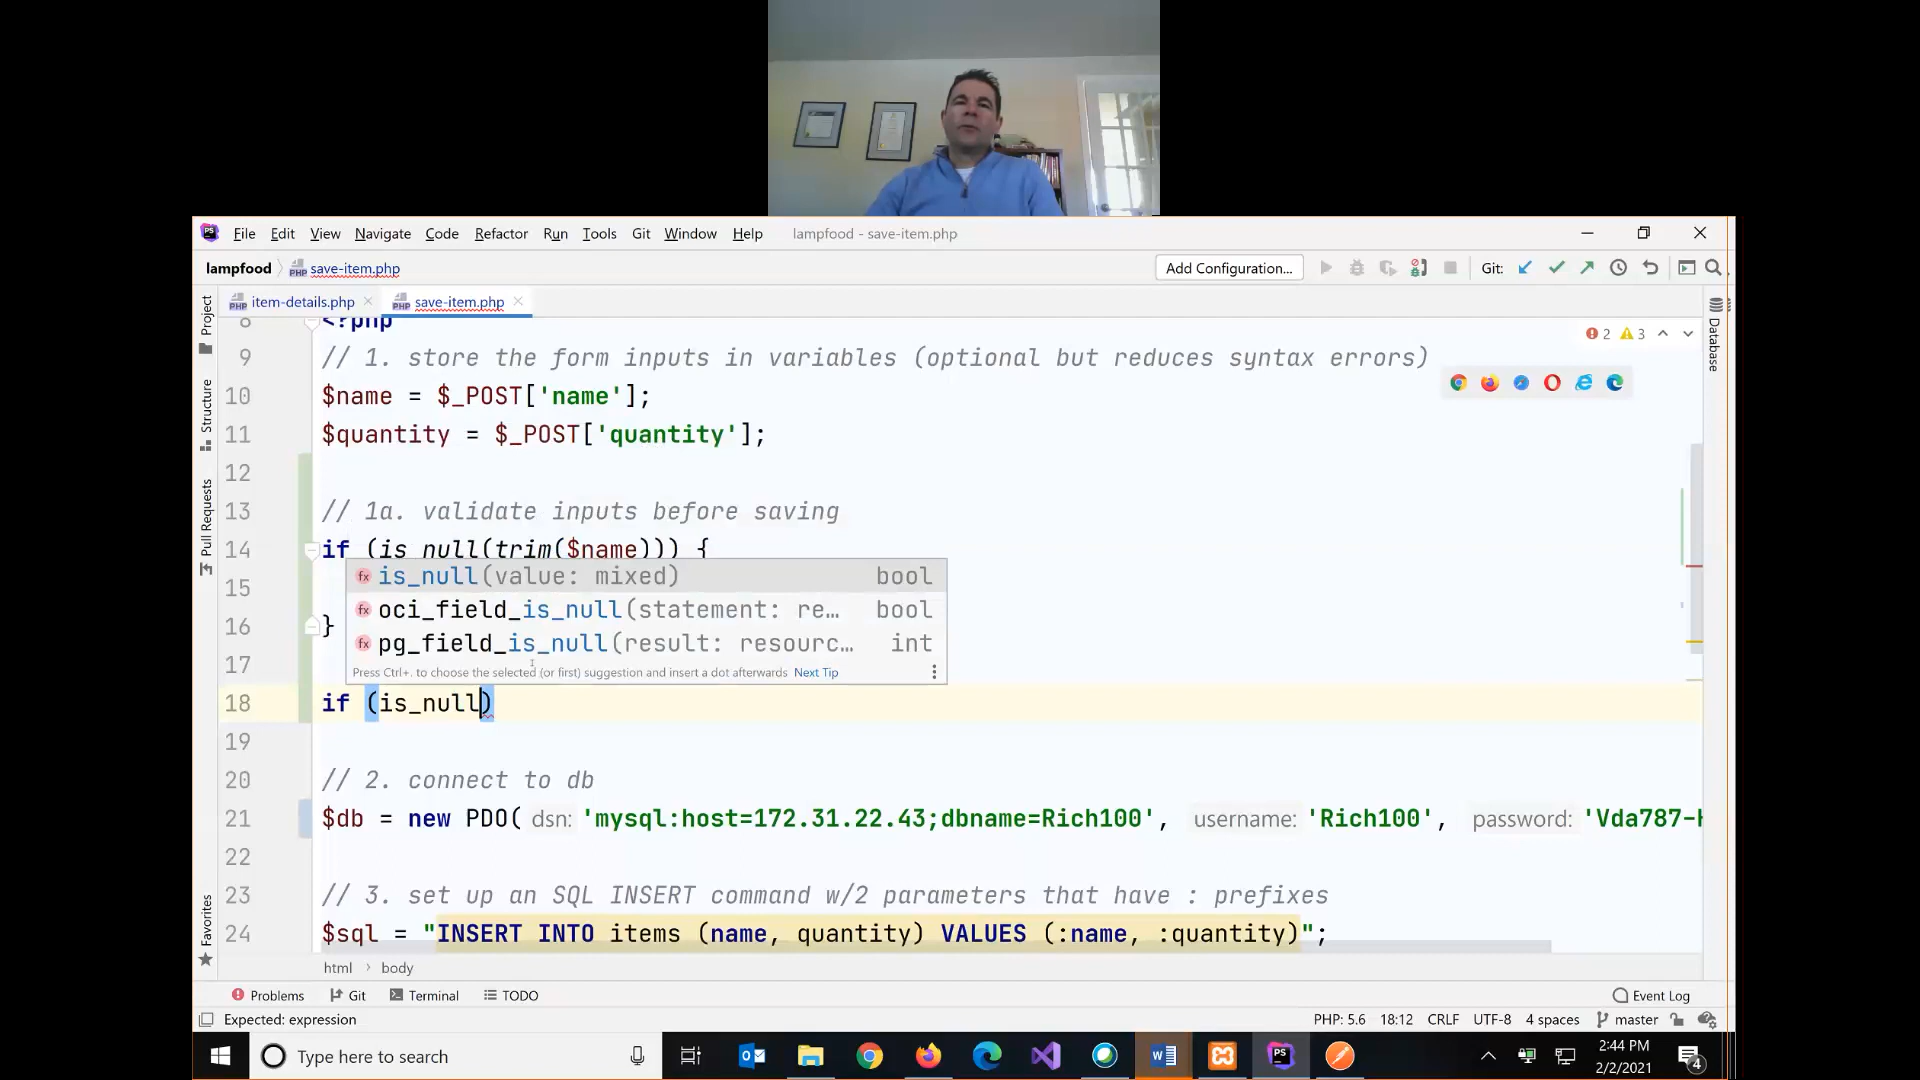 File Edit View Navigate Code Refactor Run Tools Git Window Help lampfood - save-item.php
lampfood save-item.php Add Configuration... Git:
item-details.php save-item.php
8 <?php
9 // 1. store the form inputs in variables (optional but reduces syntax errors)
10 $name = $_POST['name'];
11 $quantity = $_POST['quantity'];
12
13 // 1a. validate inputs before saving
14 if (is_null(trim($name))) {
15
16 }
17
18 if (is_null)
19
20 // 2. connect to db
21 $db = new PDO( dsn: 'mysql:host=172.31.22.43;dbname=Rich100', username: 'Rich100', password: 'Vda787-
22
23 // 3. set up an SQL INSERT command w/2 parameters that have : prefixes
24 $sql = "INSERT INTO items (name, quantity) VALUES (:name, :quantity)";
is_null(value: mixed) bool
oci_field_is_null(statement: re... bool
pg_field_is_null(result: resourc... int
Press Ctrl+. to choose the selected (or first) suggestion and insert a dot afterwards Next Tip
2 3
Project
Structure
Pull Requests
Favorites
Database
html body
Problems Git Terminal TODO Event Log
Expected: expression PHP: 5.6 18:12 CRLF UTF-8 4 spaces master
Type here to search
2:44 PM
2/2/2021
4